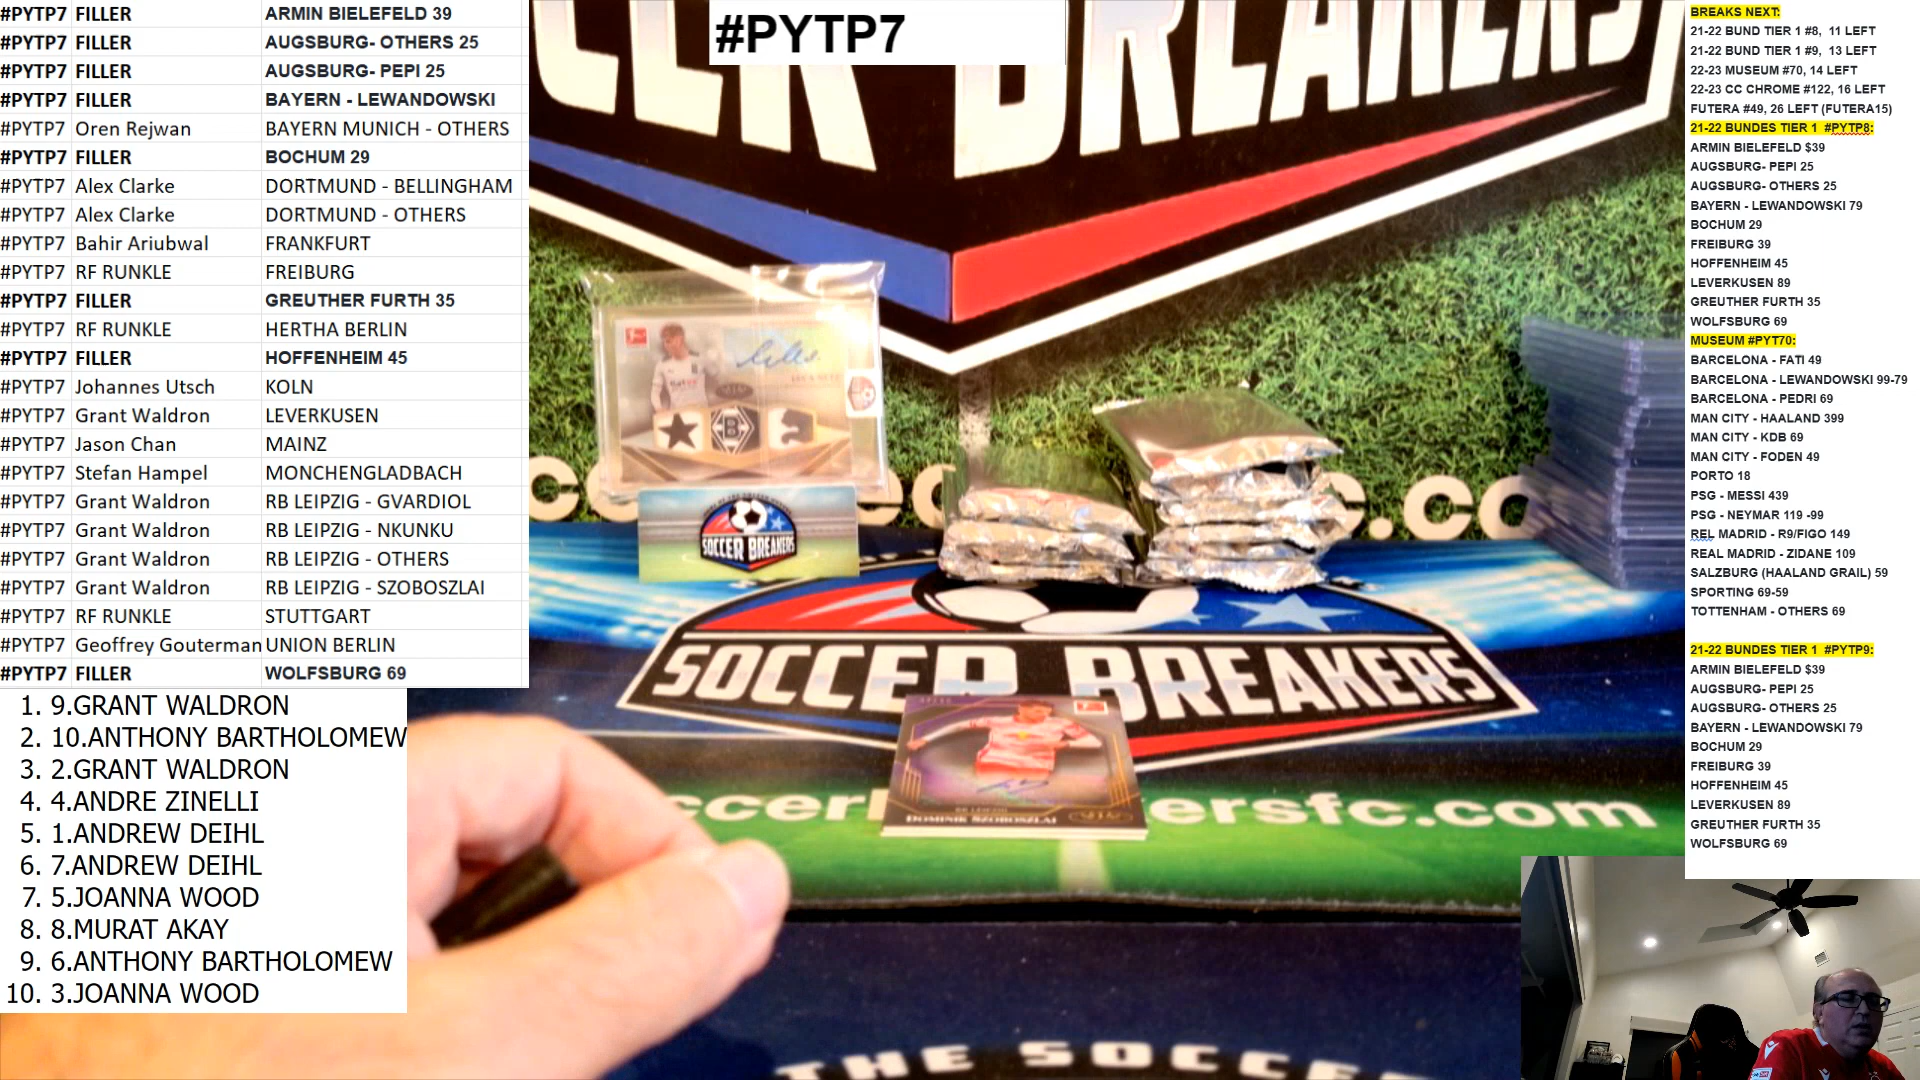 #PYTP7 FILLER ARMIN BIELEFELD 39
#PYTP7 FILLER AUGSBURG- OTHERS 25
#PYTP7 FILLER AUGSBURG- PEPI 25
#PYTP7 FILLER BAYERN - LEWANDOWSKI
#PYTP7 Oren Rejwan BAYERN MUNICH - OTHERS
#PYTP7 FILLER BOCHUM 29
#PYTP7 Alex Clarke DORTMUND - BELLINGHAM
#PYTP7 Alex Clarke DORTMUND - OTHERS
#PYTP7 Bahir Ariubwal FRANKFURT
#PYTP7 RF RUNKLE FREIBURG
#PYTP7 FILLER GREUTHER FURTH 35
#PYTP7 RF RUNKLE HERTHA BERLIN
#PYTP7 FILLER HOFFENHEIM 45
#PYTP7 Johannes Utsch KOLN
#PYTP7 Grant Waldron LEVERKUSEN
#PYTP7 Jason Chan MAINZ
#PYTP7 Stefan Hampel MONCHENGLADBACH
#PYTP7 Grant Waldron RB LEIPZIG - GVARDIOL
#PYTP7 Grant Waldron RB LEIPZIG - NKUNKU
#PYTP7 Grant Waldron RB LEIPZIG - OTHERS
#PYTP7 Grant Waldron RB LEIPZIG - SZOBOSZLAI
#PYTP7 RF RUNKLE STUTTGART
#PYTP7 Geoffrey Gouterman UNION BERLIN
#PYTP7 FILLER WOLFSBURG 69
1. 9.GRANT WALDRON
2. 10.ANTHONY BARTHOLOMEW
3. 2.GRANT WALDRON
4. 4.ANDRE ZINELLI
5. 1.ANDREW DEIHL
6. 7.ANDREW DEIHL
7. 5.JOANNA WOOD
8. 8.MURAT AKAY
9. 6.ANTHONY BARTHOLOMEW
10. 3.JOANNA WOOD
#PYTP7
CER BREAKERS
SOCCER BREAKERS
SOCCER BREAKERS
RB LEIPZIG
DOMINIK SZOBOSZLAI
THE SOCCER
BREAKS NEXT:
21-22 BUND TIER 1 #8, 11 LEFT
21-22 BUND TIER 1 #9, 13 LEFT
22-23 MUSEUM #70, 14 LEFT
22-23 CC CHROME #122, 16 LEFT
FUTERA #49, 26 LEFT (FUTERA15)
21-22 BUNDES TIER 1 #PYTP8:
ARMIN BIELEFELD $39
AUGSBURG- PEPI 25
AUGSBURG- OTHERS 25
BAYERN - LEWANDOWSKI 79
BOCHUM 29
FREIBURG 39
HOFFENHEIM 45
LEVERKUSEN 89
GREUTHER FURTH 35
WOLFSBURG 69
MUSEUM #PYT70:
BARCELONA - FATI 49
BARCELONA - LEWANDOWSKI 99-79
BARCELONA - PEDRI 69
MAN CITY - HAALAND 399
MAN CITY - KDB 69
MAN CITY - FODEN 49
PORTO 18
PSG - MESSI 439
PSG - NEYMAR 119 -99
REL MADRID - R9/FIGO 149
REAL MADRID - ZIDANE 109
SALZBURG (HAALAND GRAIL) 59
SPORTING 69-59
TOTTENHAM - OTHERS 69
21-22 BUNDES TIER 1 #PYTP9:
ARMIN BIELEFELD $39
AUGSBURG- PEPI 25
AUGSBURG- OTHERS 25
BAYERN - LEWANDOWSKI 79
BOCHUM 29
FREIBURG 39
HOFFENHEIM 45
LEVERKUSEN 89
GREUTHER FURTH 35
WOLFSBURG 69